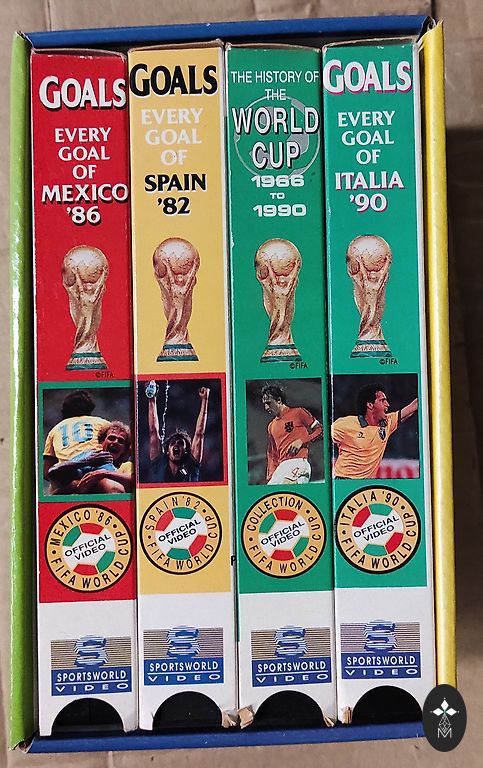 GOALS
EVERY
GOAL
OF
MEXICO
'86
©FIFA
10
MEXICO '86 • FIFA WORLD CUP •
OFFICIAL
VIDEO
S
SPORTSWORLD
VIDEO
GOALS
EVERY
GOAL
OF
SPAIN
'82
SPAIN '82 • FIFA WORLD CUP •
OFFICIAL
VIDEO
S
SPORTSWORLD
VIDEO
THE HISTORY OF
THE
WORLD
CUP
1966
TO
1990
©FIFA
COLLECTION • FIFA WORLD CUP •
OFFICIAL
VIDEO
S
SPORTSWORLD
VIDEO
GOALS
EVERY
GOAL
OF
ITALIA
'90
ITALIA '90 • FIFA WORLD CUP •
OFFICIAL
VIDEO
S
SPORTSWORLD
VIDEO
M